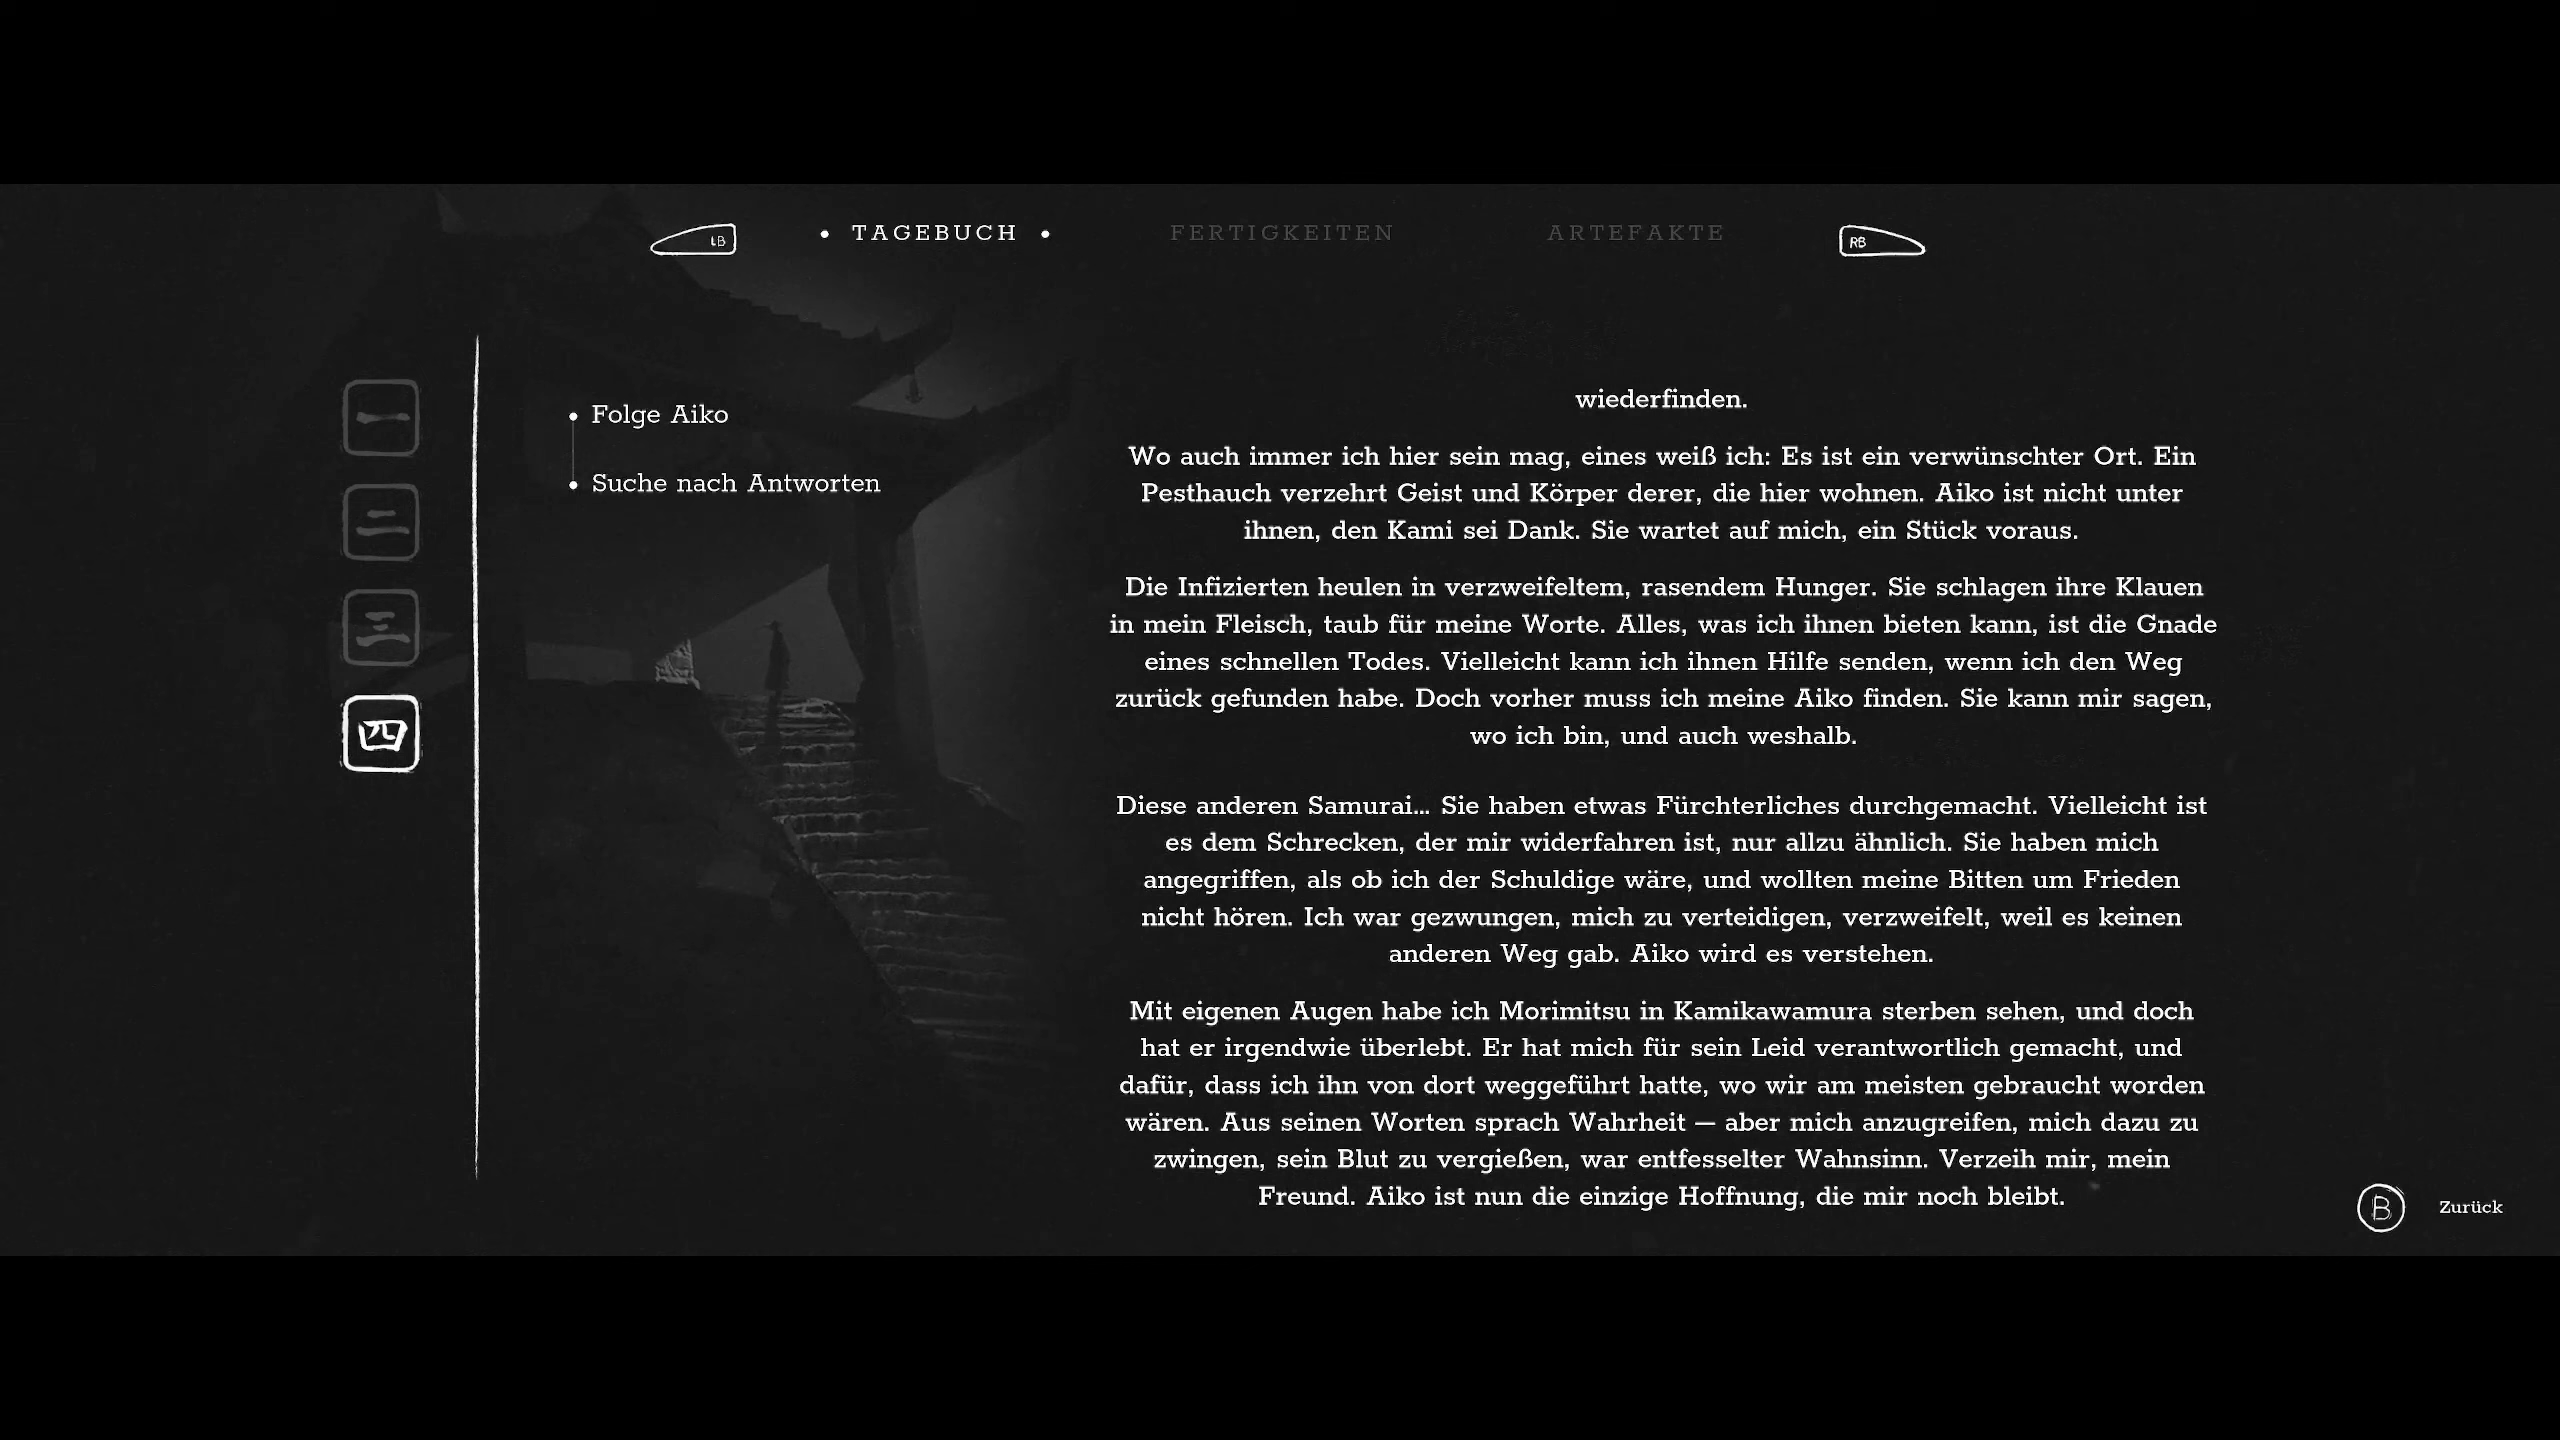 LB
• TAGEBUCH •
FERTIGKEITEN
ARTEFAKTE
RB
一
二
三
四
• Folge Aiko
• Suche nach Antworten
wiederfinden.
Wo auch immer ich hier sein mag, eines weiß ich: Es ist ein verwünschter Ort. Ein
Pesthauch verzehrt Geist und Körper derer, die hier wohnen. Aiko ist nicht unter
ihnen, den Kami sei Dank. Sie wartet auf mich, ein Stück voraus.
Die Infizierten heulen in verzweifeltem, rasendem Hunger. Sie schlagen ihre Klauen
in mein Fleisch, taub für meine Worte. Alles, was ich ihnen bieten kann, ist die Gnade
eines schnellen Todes. Vielleicht kann ich ihnen Hilfe senden, wenn ich den Weg
zurück gefunden habe. Doch vorher muss ich meine Aiko finden. Sie kann mir sagen,
wo ich bin, und auch weshalb.
Diese anderen Samurai... Sie haben etwas Fürchterliches durchgemacht. Vielleicht ist
es dem Schrecken, der mir widerfahren ist, nur allzu ähnlich. Sie haben mich
angegriffen, als ob ich der Schuldige wäre, und wollten meine Bitten um Frieden
nicht hören. Ich war gezwungen, mich zu verteidigen, verzweifelt, weil es keinen
anderen Weg gab. Aiko wird es verstehen.
Mit eigenen Augen habe ich Morimitsu in Kamikawamura sterben sehen, und doch
hat er irgendwie überlebt. Er hat mich für sein Leid verantwortlich gemacht, und
dafür, dass ich ihn von dort weggeführt hatte, wo wir am meisten gebraucht worden
wären. Aus seinen Worten sprach Wahrheit — aber mich anzugreifen, mich dazu zu
zwingen, sein Blut zu vergießen, war entfesselter Wahnsinn. Verzeih mir, mein
Freund. Aiko ist nun die einzige Hoffnung, die mir noch bleibt.
B Zurück